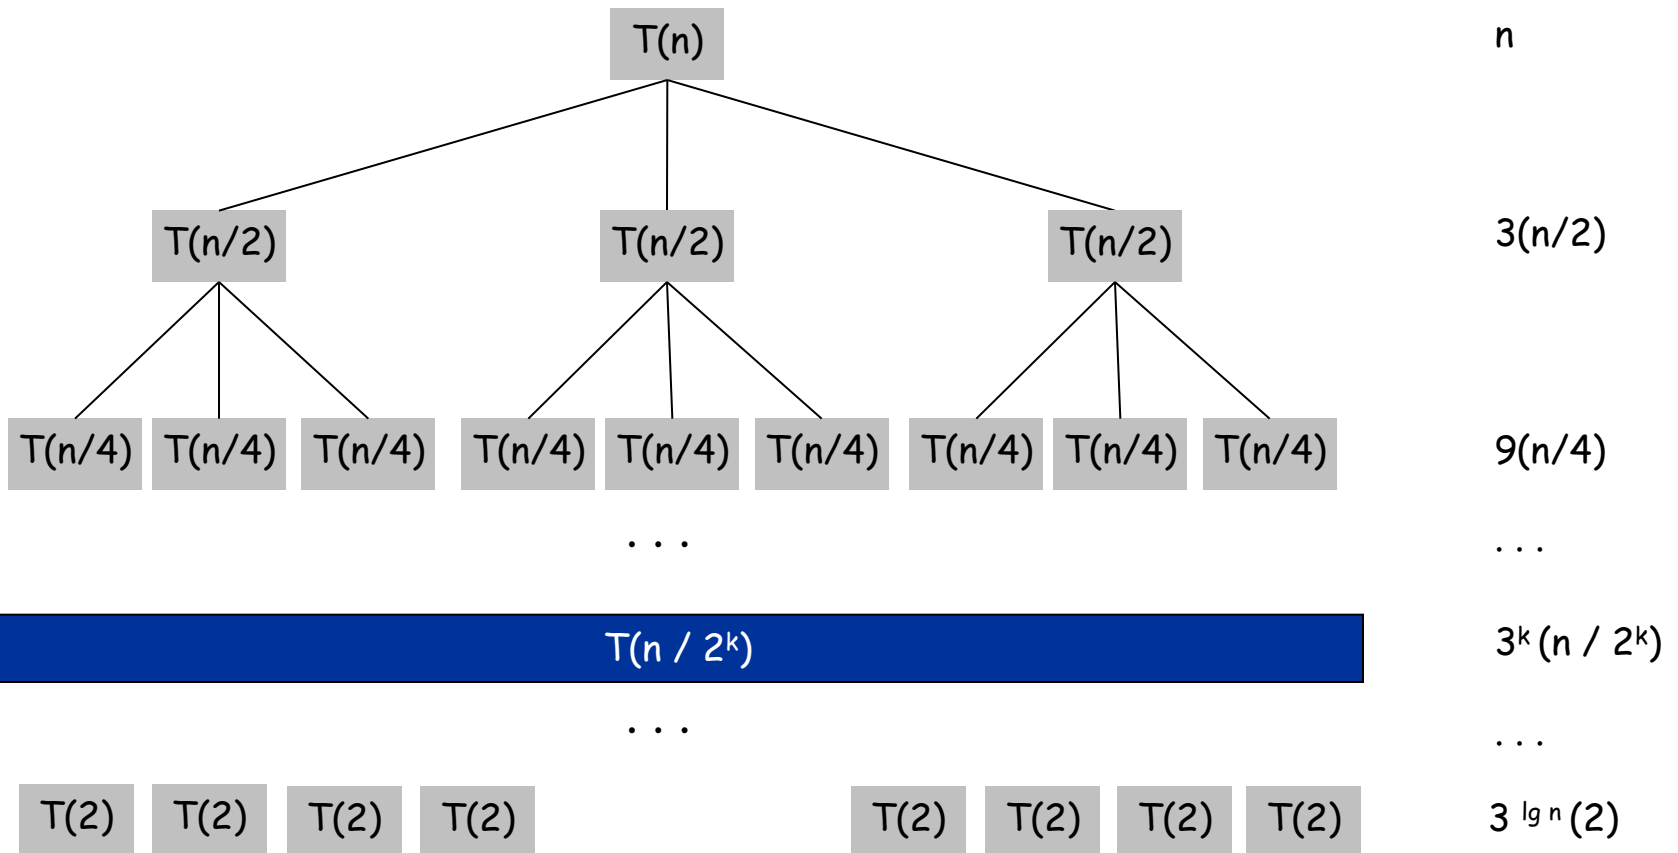 T(n) n
T(n/2) T(n/2) T(n/2) 3(n/2)
T(n/4) T(n/4) T(n/4) T(n/4) T(n/4) T(n/4) T(n/4) T(n/4) T(n/4) 9(n/4)
. . . . . .
T(n / 2ᵏ) 3ᵏ (n / 2ᵏ)
. . . . . .
T(2) T(2) T(2) T(2) T(2) T(2) T(2) T(2) 3 ˡᵍ ⁿ (2)